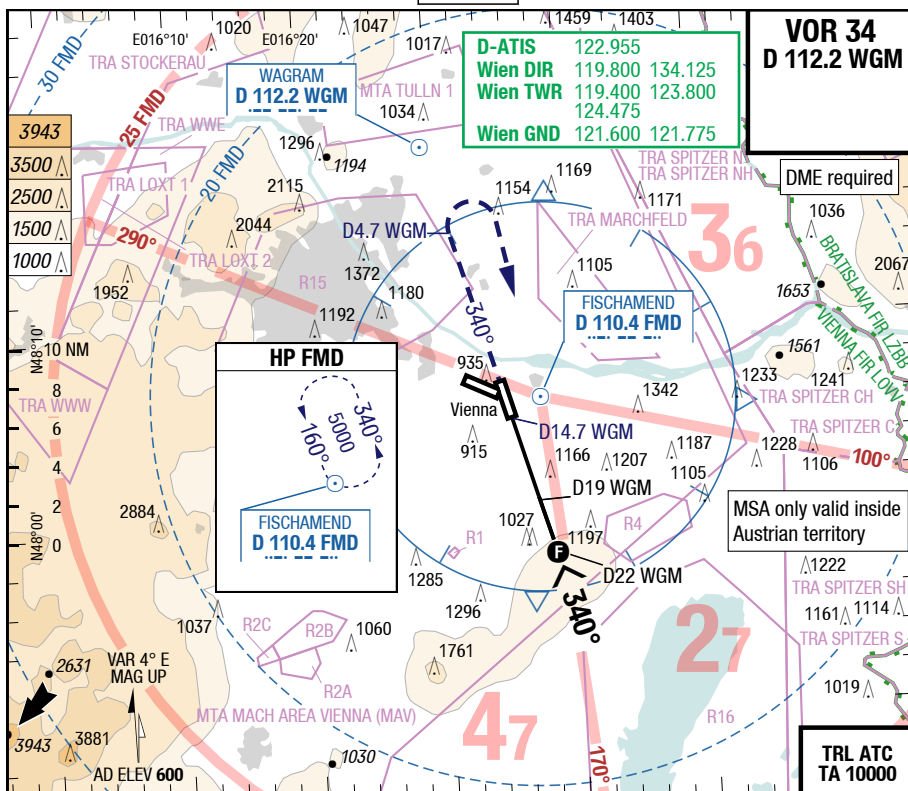 VOR 34
D 112.2 WGM
D-ATIS 122.955
Wien DIR 119.800 134.125
Wien TWR 119.400 123.800
124.475
Wien GND 121.600 121.775
DME required
1020
1047
1459
1403
E016°10'
E016°20'
1017
TRA STOCKERAU
30 FMD
WAGRAM
D 112.2 WGM
MTA TULLN 1
1034
25 FMD
TRA WWE
3943
3500
2500
1500
1000
20 FMD
1296
1194
TRA SPITZER N
TRA SPITZER NH
TRA LOXT 1
2115
1154
1169
1171
1036
TRA MARCHFELD
36
BRATISLAVA FIR LZBB
VIENNA FIR LOVV
2067
290°
2044
D4.7 WGM
TRA LOXT 2
1372
1952
R15
1105
1653
1180
1192
340°
FISCHAMEND
D 110.4 FMD
N48°10'
10 NM
8
6
4
2
0
HP FMD
340°
5000
160°
FISCHAMEND
D 110.4 FMD
935
1561
1233
1241
TRA WWW
Vienna
1342
TRA SPITZER CH
915
D14.7 WGM
TRA SPITZER C
1187
1228
1106
100°
1166
1207
1105
D19 WGM
2884
N48°00'
MSA only valid inside
Austrian territory
1027
1197
R4
R1
F
D22 WGM
1285
1222
340°
1296
TRA SPITZER SH
1037
R2C
R2B
1060
1161
1114
TRA SPITZER S
27
2631
VAR 4° E
MAG UP
1761
R2A
1019
MTA MACH AREA VIENNA (MAV)
47
R16
3943
3881
1030
170°
AD ELEV 600
TRL ATC
TA 10000